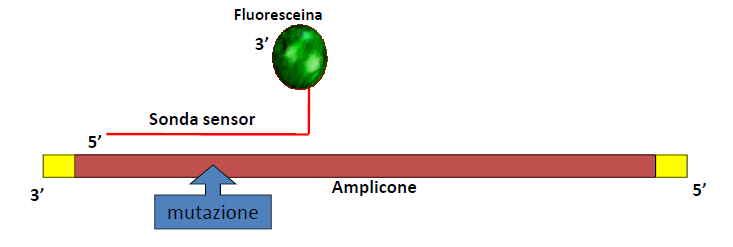 Fluoresceina
3’
Sonda sensor
5’
3’
Amplicone
5’
mutazione